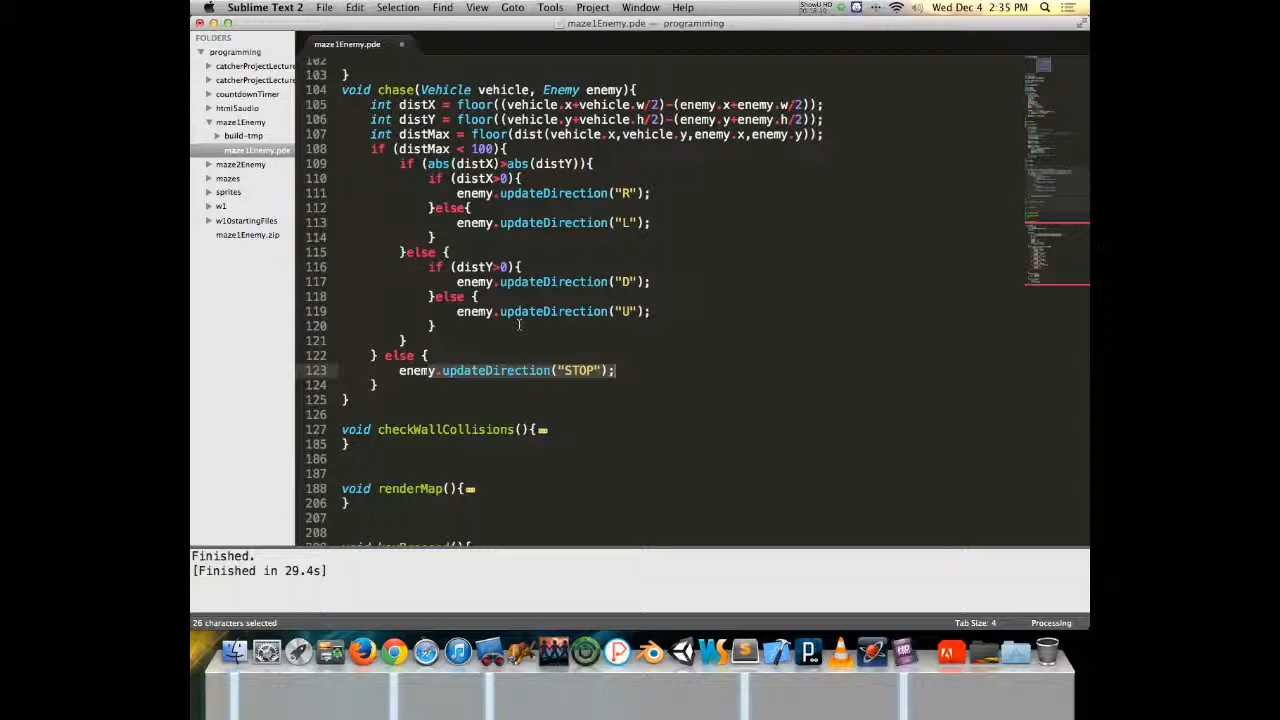 Sublime Text 2 File Edit Selection Find View Goto Tools Project Window Help ShowU HD Wed Dec 4 2:35 PM
maze1Enemy.pde — programming
FOLDERS
programming
catcherProjectLecture
catcherProjectLecture
countdownTimer
html5audio
maze1Enemy
build-tmp
maze1Enemy.pde
maze2Enemy
mazes
sprites
w1
w10startingFiles
maze1Enemy.zip
maze1Enemy.pde
102
103 }
104 void chase(Vehicle vehicle, Enemy enemy){
105 int distX = floor((vehicle.x+vehicle.w/2)-(enemy.x+enemy.w/2));
106 int distY = floor((vehicle.y+vehicle.h/2)-(enemy.y+enemy.h/2));
107 int distMax = floor(dist(vehicle.x,vehicle.y,enemy.x,enemy.y));
108 if (distMax < 100){
109 if (abs(distX)>abs(distY)){
110 if (distX>0){
111 enemy.updateDirection("R");
112 }else{
113 enemy.updateDirection("L");
114 }
115 }else {
116 if (distY>0){
117 enemy.updateDirection("D");
118 }else {
119 enemy.updateDirection("U");
120 }
121 }
122 } else {
123 enemy.updateDirection("STOP");
124 }
125 }
126
127 void checkWallCollisions(){
185 }
186
187
188 void renderMap(){
206 }
207
208
Finished.
[Finished in 29.4s]
26 characters selected Tab Size: 4 Processing